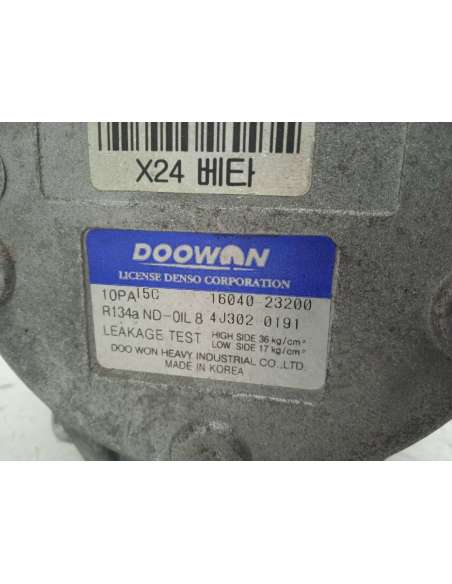 X24 베타
DOOWON
LICENSE DENSO CORPORATION
10PA15C 16040 23200
R134a ND-OIL 8 4J302 0191
LEAKAGE TEST HIGH SIDE 36 kg/cm²
LOW SIDE 17 kg/cm²
DOO WON HEAVY INDUSTRIAL CO., LTD.
MADE IN KOREA